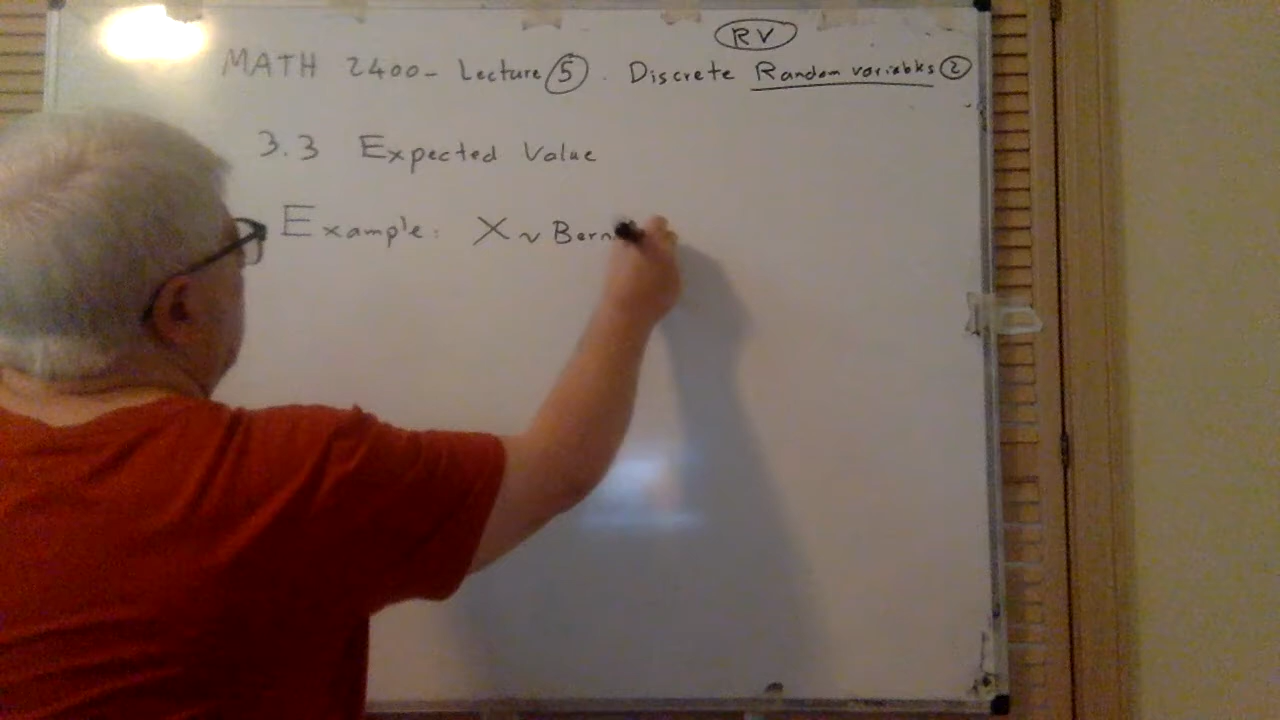 RV
MATH 2400- Lecture 5. Discrete Random variables 2
3.3 Expected Value
Example: X ~ Bern